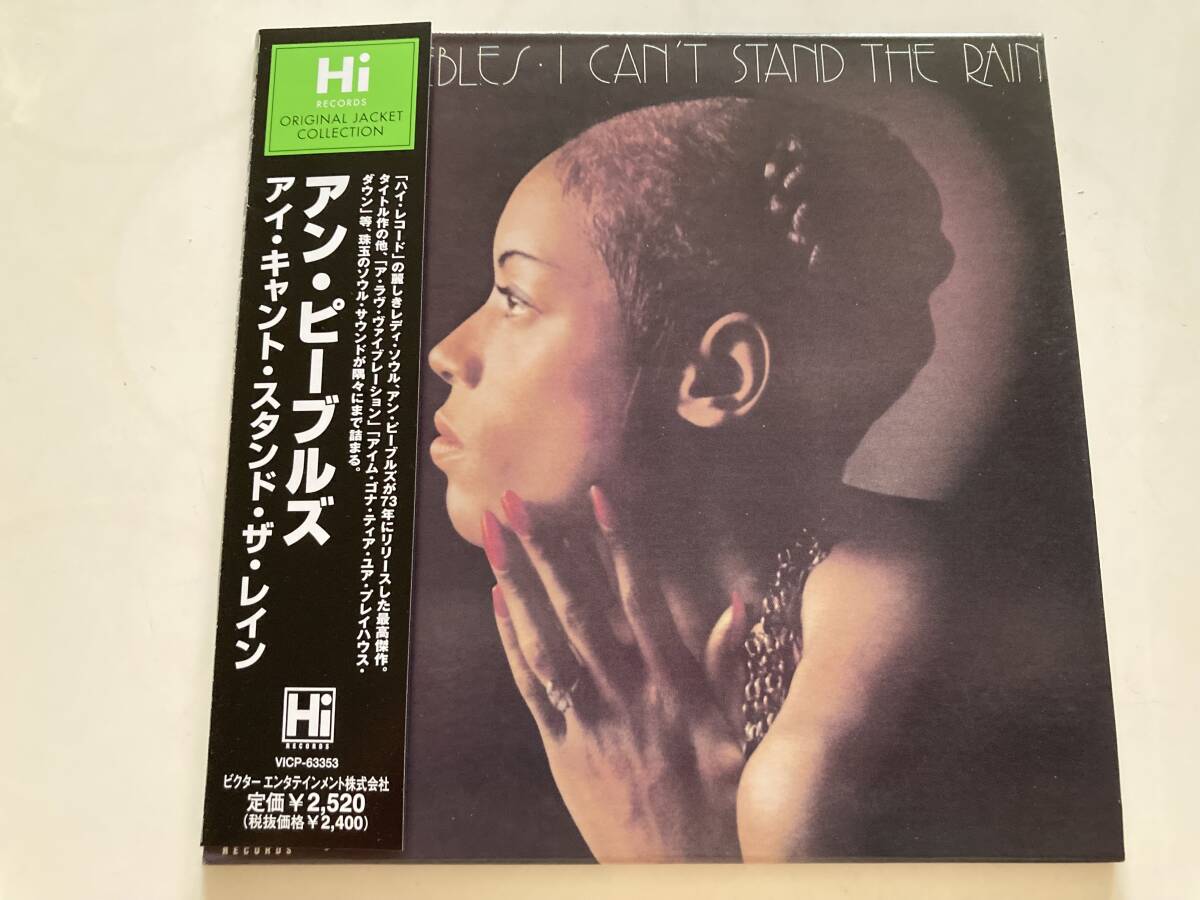 Hi
RECORDS
ORIGINAL JACKET
COLLECTION
アン・ピーブルズ
アイ・キャント・スタンド・ザ・レイン
「ハイ・レコード」の麗しきレディ・ソウル、アン・ピーブルズが73年にリリースした最高傑作。
タイトル作の他、「ア・ラヴ・ヴァイブレーション」「アイム・ゴナ・ティア・ユア・プレイハウス・
ダウン」等、珠玉のソウル・サウンドが隅々にまで詰まる。
Hi
RECORDS
VICP-63353
ビクター エンタテインメント株式会社
定価￥2,520
(税抜価格￥2,400)
EBLES · I CAN'T STAND THE RAIN
RECORDS